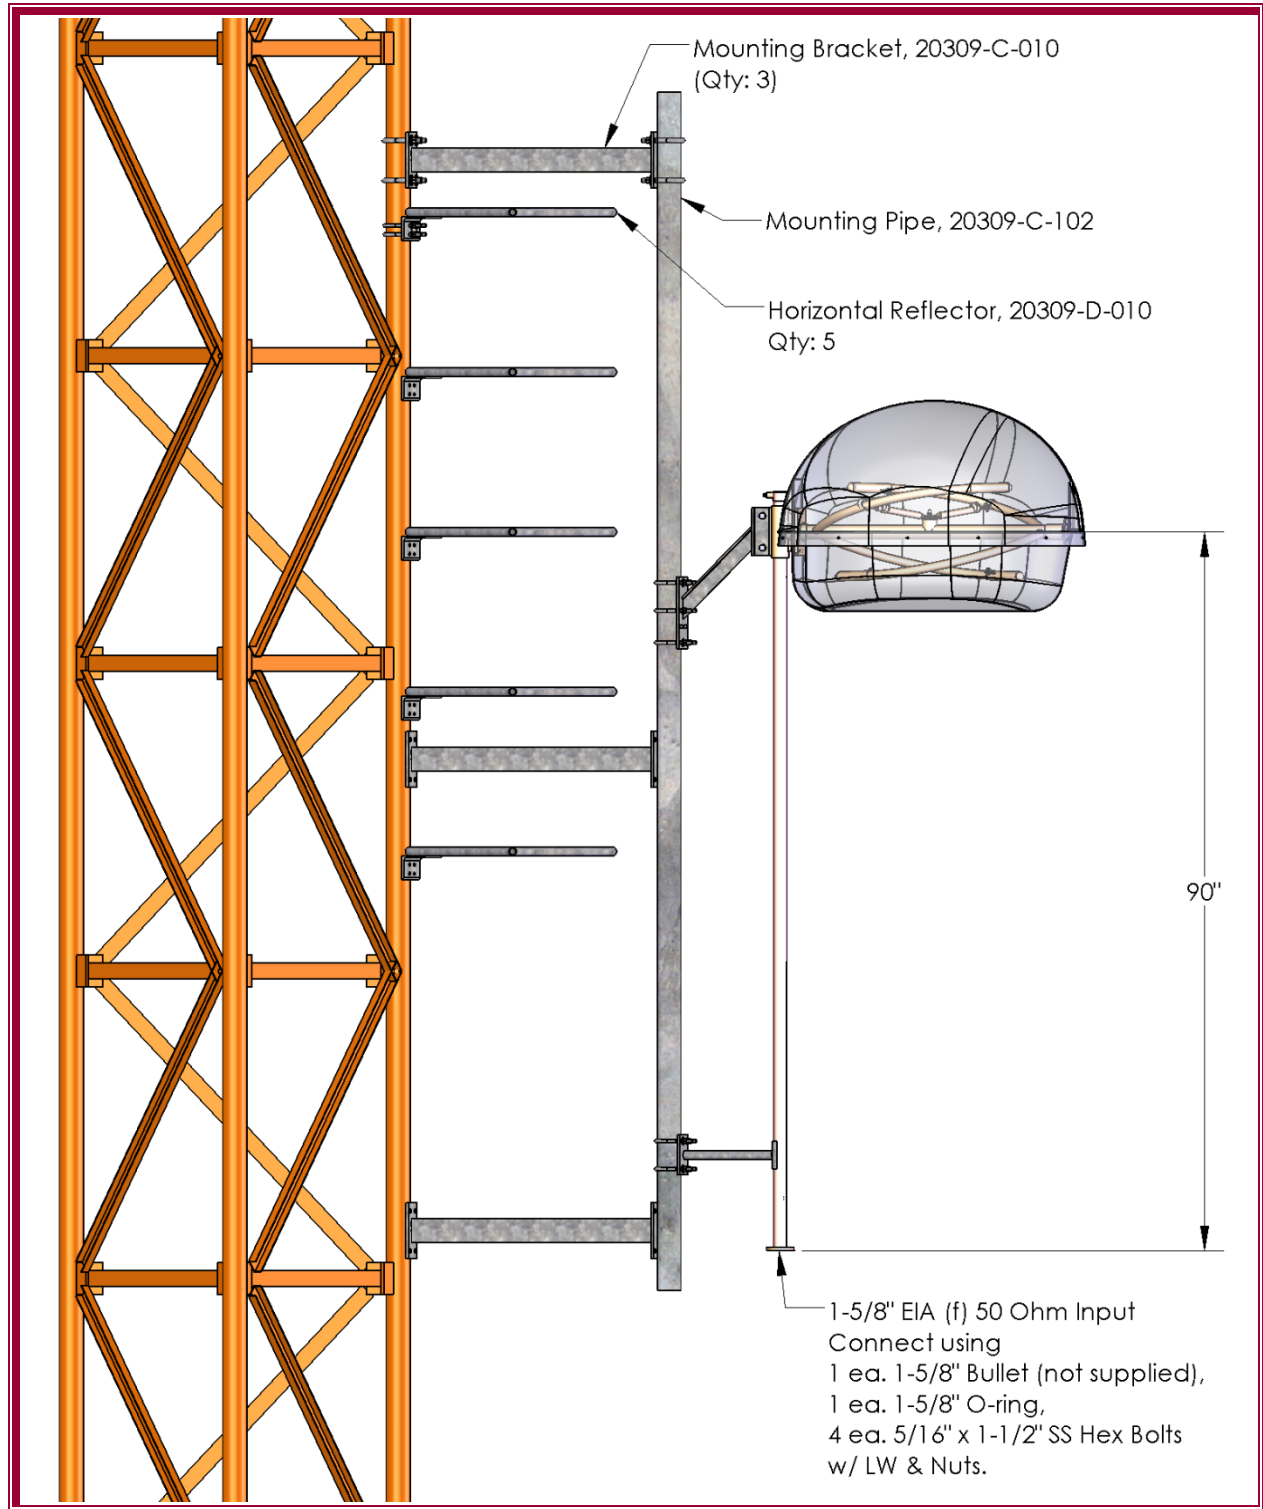 Mounting Bracket, 20309-C-010
(Qty: 3)
Mounting Pipe, 20309-C-102
Horizontal Reflector, 20309-D-010
Qty: 5
90"
1-5/8" EIA (f) 50 Ohm Input
Connect using
1 ea. 1-5/8" Bullet (not supplied),
1 ea. 1-5/8" O-ring,
4 ea. 5/16" x 1-1/2" SS Hex Bolts
w/ LW & Nuts.